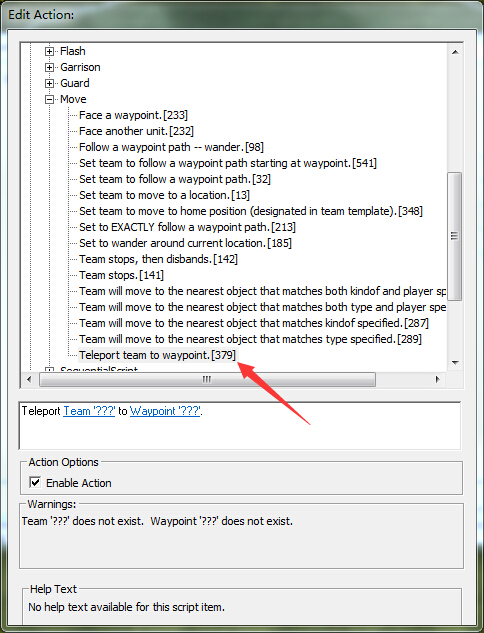 Edit Action:
Flash
Garrison
Guard
Move
Face a waypoint.[233]
Face another unit.[232]
Follow a waypoint path -- wander.[98]
Set team to follow a waypoint path starting at waypoint.[541]
Set team to follow a waypoint path.[32]
Set team to move to a location.[13]
Set team to move to home position (designated in team template).[348]
Set to EXACTLY follow a waypoint path.[213]
Set to wander around current location.[185]
Team stops, then disbands.[142]
Team stops.[141]
Team will move to the nearest object that matches both kindof and player sp
Team will move to the nearest object that matches both type and player spe
Team will move to the nearest object that matches kindof specified.[287]
Team will move to the nearest object that matches type specified.[289]
Teleport team to waypoint.[379]
SequentialScript
Teleport Team '???' to Waypoint '???'.
Action Options
Enable Action
Warnings:
Team '???' does not exist.  Waypoint '???' does not exist.
Help Text
No help text available for this script item.